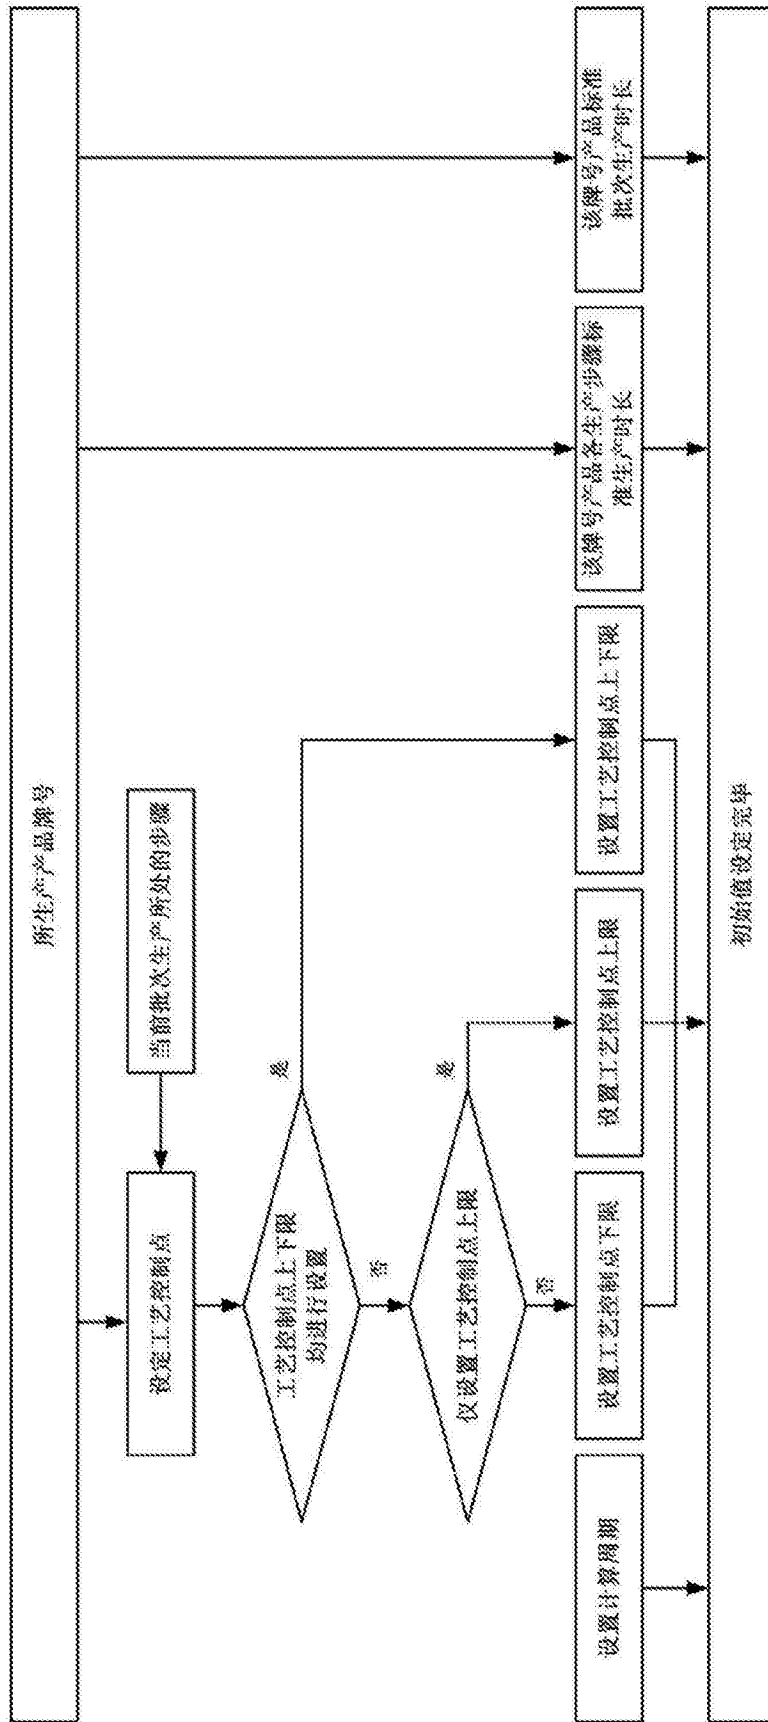 所生产产品牌号
当前批次生产所处的步骤
设定工艺控制点
工艺控制点上下限
均进行设置
是
否
仅设置工艺控制点上限
是
否
设置计算周期
设置工艺控制点下限
设置工艺控制点上限
设置工艺控制点上下限
该牌号产品各生产步骤标
准生产时长
该牌号产品标准
批次生产时长
初始值设定完毕